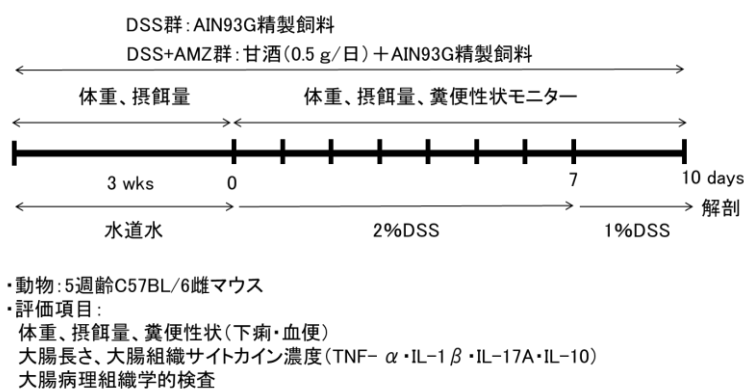 DSS群：AIN93G精製飼料
DSS+AMZ群：甘酒（0.5 g/日）＋AIN93G精製飼料
体重、摂餌量
体重、摂餌量、糞便性状モニター
3 wks
0
7
10 days
解剖
水道水
2%DSS
1%DSS
・動物：5週齢C57BL/6雌マウス
・評価項目：
体重、摂餌量、糞便性状（下痢・血便）
大腸長さ、大腸組織サイトカイン濃度（TNF-α・IL-1β・IL-17A・IL-10）
大腸病理組織学的検査